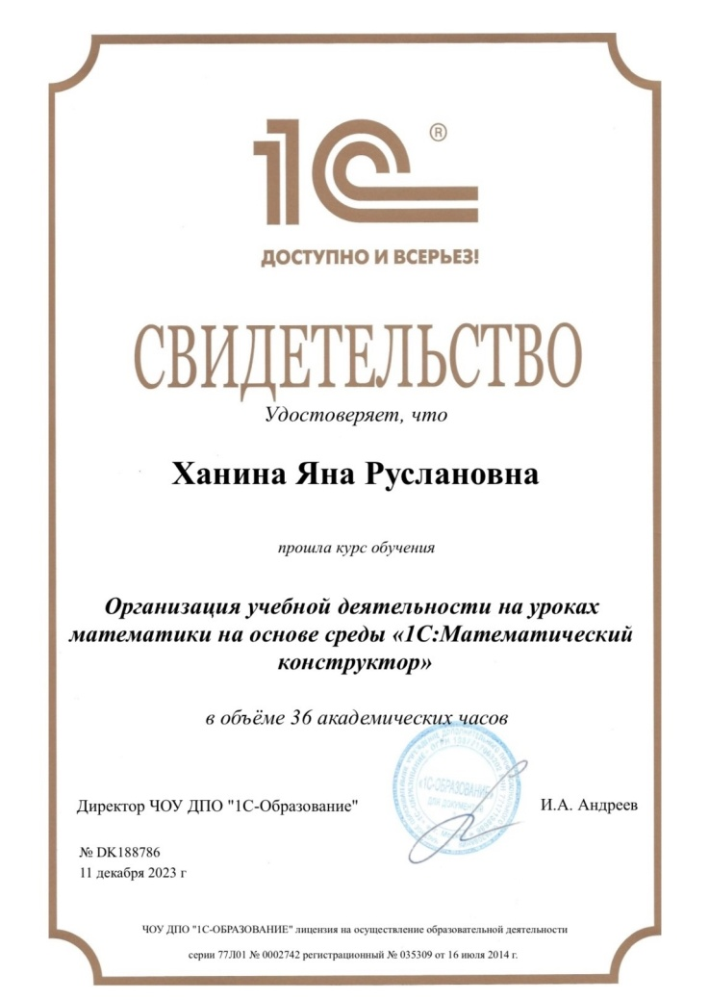 1С®
ДОСТУПНО И ВСЕРЬЕЗ!
СВИДЕТЕЛЬСТВО
Удостоверяет, что
Ханина Яна Руслановна
прошла курс обучения
Организация учебной деятельности на уроках
математики на основе среды «1С:Математический
конструктор»
в объёме 36 академических часов
«1С-ОБРАЗОВАНИЕ»
ДЛЯ ДОКУМЕНТОВ
Директор ЧОУ ДПО "1С-Образование"
И.А. Андреев
№ DK188786
11 декабря 2023 г
ЧОУ ДПО "1С-ОБРАЗОВАНИЕ" лицензия на осуществление образовательной деятельности
серии 77Л01 № 0002742 регистрационный № 035309 от 16 июля 2014 г.